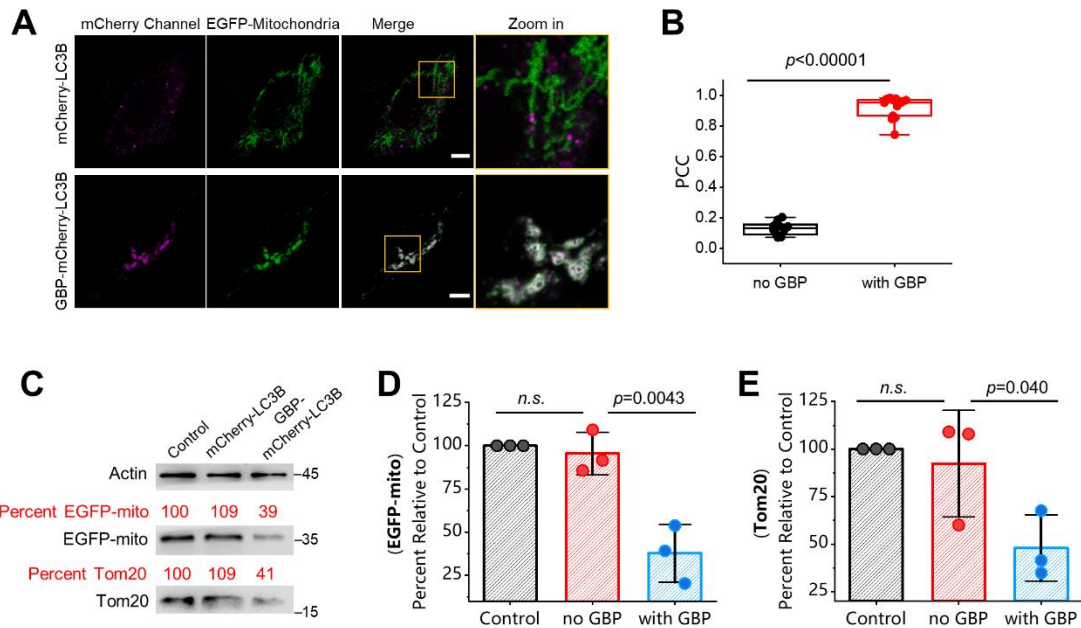 A
mCherry Channel EGFP-Mitochondria Merge Zoom in
mCherry-LC3B
GBP-mCherry-LC3B
B
p<0.00001
PCC
1.0
0.8
0.6
0.4
0.2
0.0
no GBP with GBP
C
Control
mCherry-LC3B
GBP-
mCherry-LC3B
Actin –45
Percent EGFP-mito 100 109 39
EGFP-mito –35
Percent Tom20 100 109 41
Tom20 –15
D
(EGFP-mito)
Percent Relative to Control
n.s. p=0.0043
125
100
75
50
25
Control no GBP with GBP
E
(Tom20)
Percent Relative to Control
n.s. p=0.040
125
100
75
50
25
Control no GBP with GBP